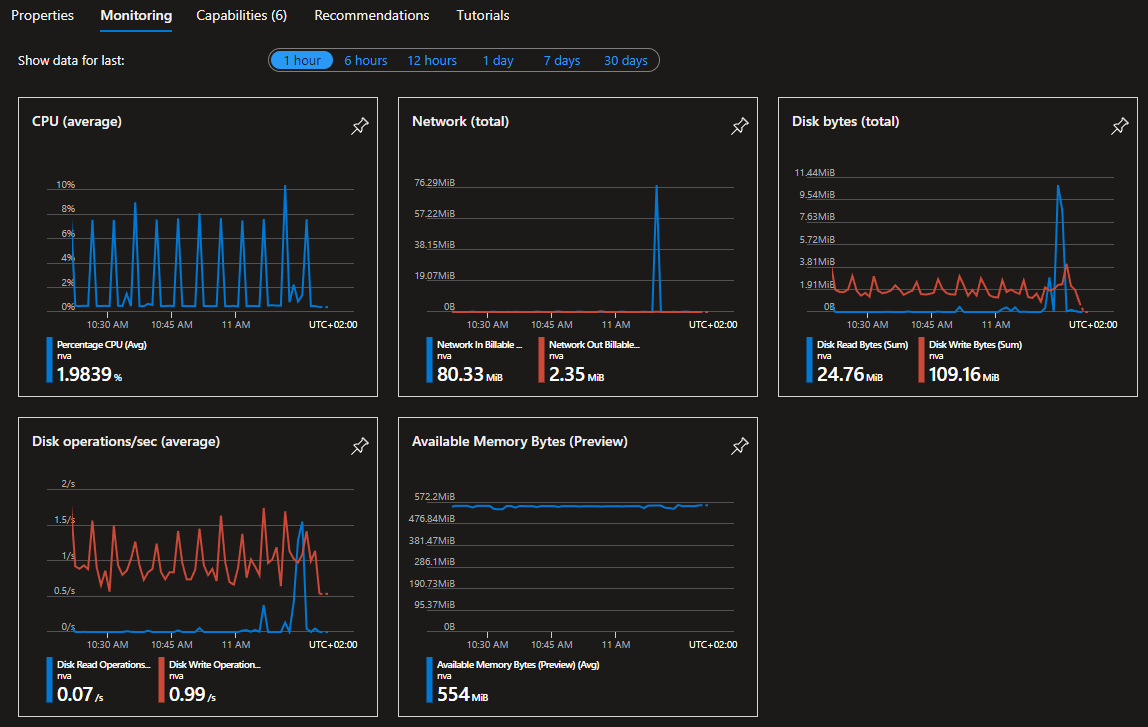 Properties Monitoring Capabilities (6) Recommendations Tutorials
Show data for last: 1 hour 6 hours 12 hours 1 day 7 days 30 days
CPU (average)
10%
8%
6%
4%
2%
0%
10:30 AM 10:45 AM 11 AM UTC+02:00
Percentage CPU (Avg)
nva
1.9839 %
Network (total)
76.29MiB
57.22MiB
38.15MiB
19.07MiB
0B
10:30 AM 10:45 AM 11 AM UTC+02:00
Network In Billable ... Network Out Billable...
nva nva
80.33 MiB 2.35 MiB
Disk bytes (total)
11.44MiB
9.54MiB
7.63MiB
5.72MiB
3.81MiB
1.91MiB
0B
10:30 AM 10:45 AM 11 AM UTC+02:00
Disk Read Bytes (Sum) Disk Write Bytes (Sum)
nva nva
24.76 MiB 109.16 MiB
Disk operations/sec (average)
2/s
1.5/s
1/s
0.5/s
0/s
10:30 AM 10:45 AM 11 AM UTC+02:00
Disk Read Operations... Disk Write Operation...
nva nva
0.07 /s 0.99 /s
Available Memory Bytes (Preview)
572.2MiB
476.84MiB
381.47MiB
286.1MiB
190.73MiB
95.37MiB
0B
10:30 AM 10:45 AM 11 AM UTC+02:00
Available Memory Bytes (Preview) (Avg)
nva
554 MiB